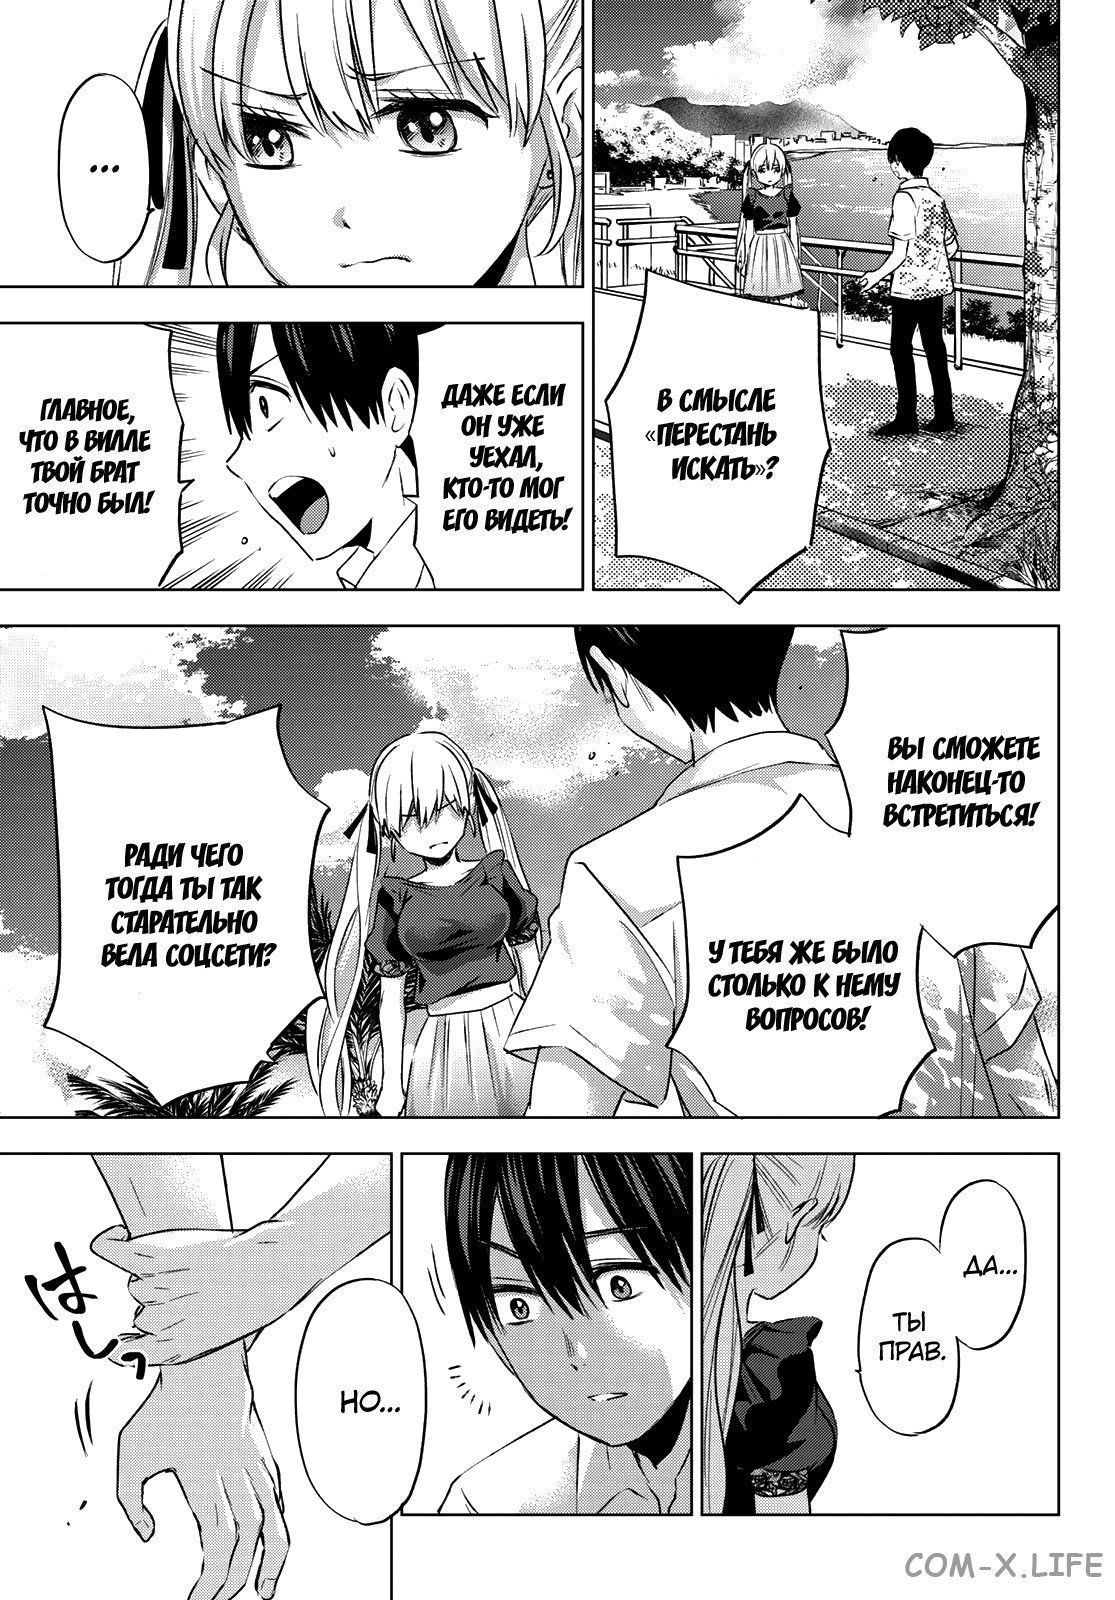 В СМЫСЛЕ
«ПЕРЕСТАНЬ
ИСКАТЬ»?
...
ДАЖЕ ЕСЛИ
ОН УЖЕ
УЕХАЛ,
КТО-ТО МОГ
ЕГО ВИДЕТЬ!
ГЛАВНОЕ,
ЧТО В ВИЛЛЕ
ТВОЙ БРАТ
ТОЧНО БЫЛ!
ВЫ СМОЖЕТЕ
НАКОНЕЦ-ТО
ВСТРЕТИТЬСЯ!
У ТЕБЯ ЖЕ БЫЛО
СТОЛЬКО К НЕМУ
ВОПРОСОВ!
РАДИ ЧЕГО
ТОГДА ТЫ ТАК
СТАРАТЕЛЬНО
ВЕЛА СОЦСЕТИ?
ДА...
ТЫ
ПРАВ.
НО...
はしっ
COM-X.LIFE